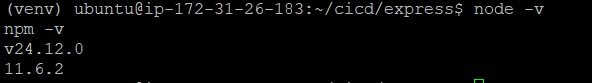 (venv) ubuntu@ip-172-31-26-183:~/cicd/express$ node -v
npm -v
v24.12.0
11.6.2